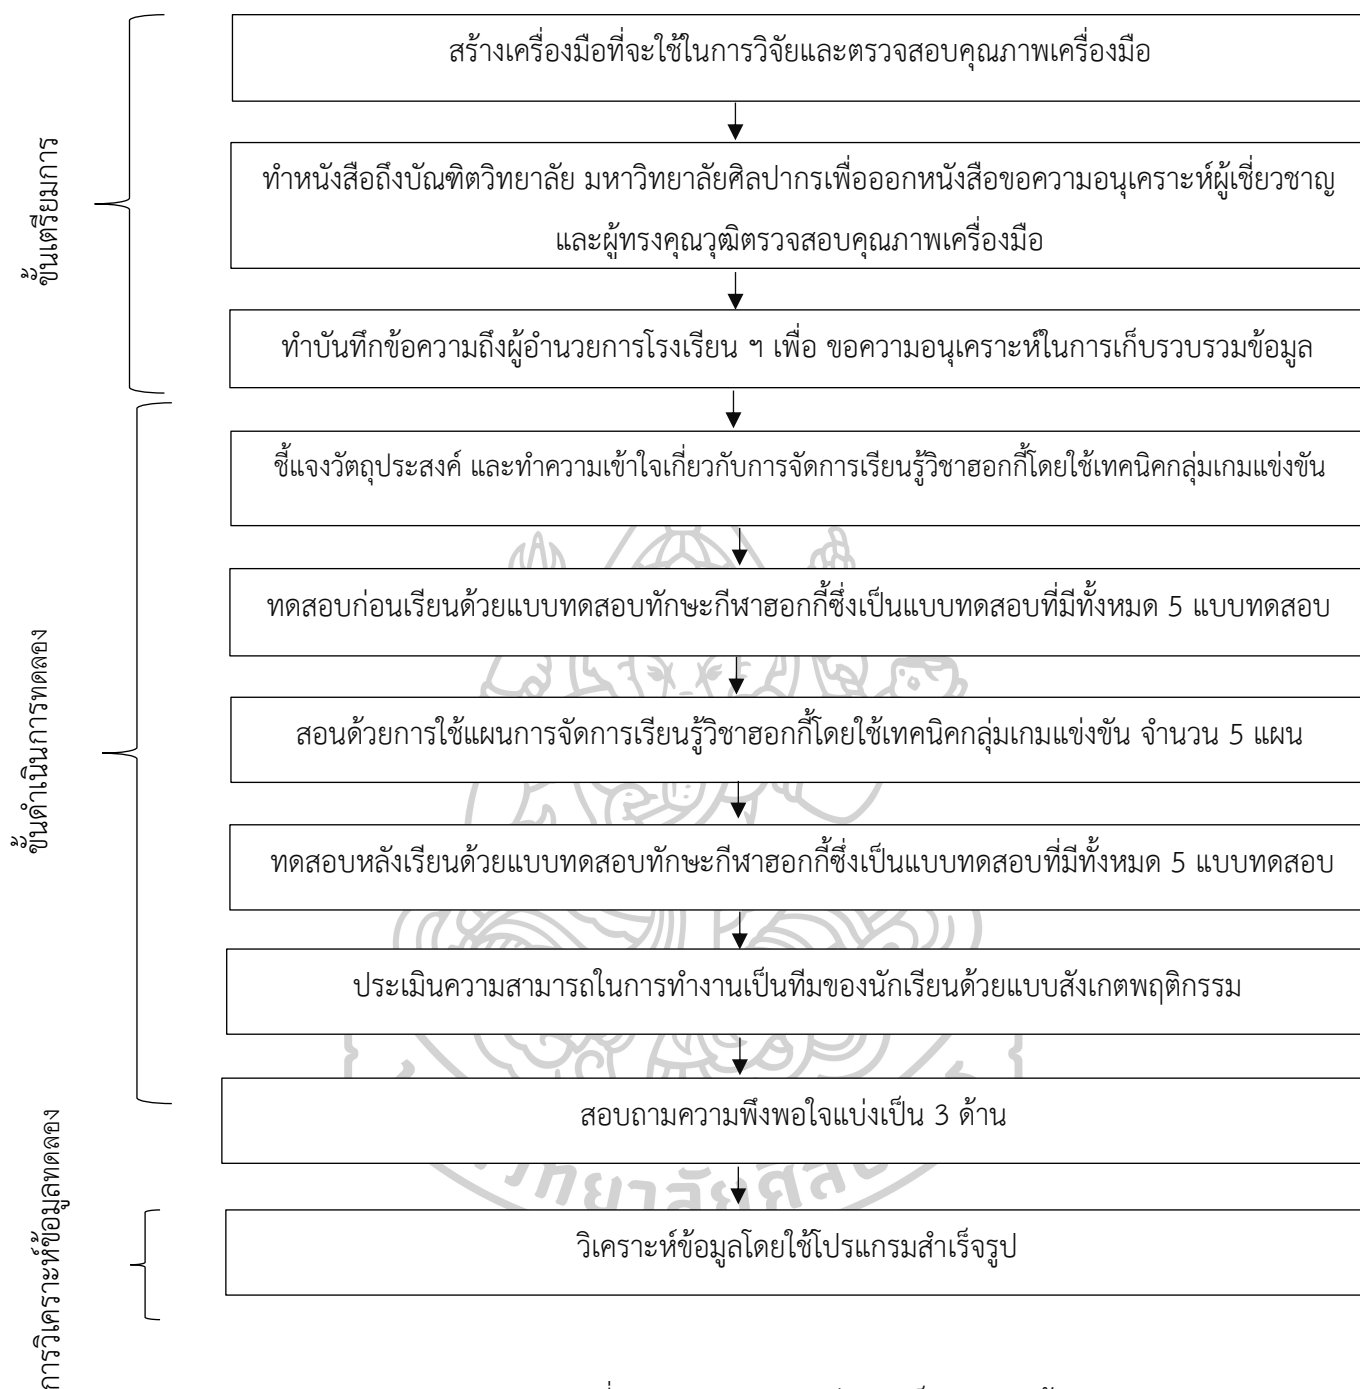 สร้างเครื่องมือที่จะใช้ในการวิจัยและตรวจสอบคุณภาพเครื่องมือ
ทำหนังสือถึงบัณฑิตวิทยาลัย มหาวิทยาลัยศิลปากรเพื่อออกหนังสือขอความอนุเคราะห์ผู้เชี่ยวชาญ
และผู้ทรงคุณวุฒิตรวจสอบคุณภาพเครื่องมือ
ทำบันทึกข้อความถึงผู้อำนวยการโรงเรียน ฯ เพื่อ ขอความอนุเคราะห์ในการเก็บรวบรวมข้อมูล
ขั้นเตรียมการ
ชี้แจงวัตถุประสงค์ และทำความเข้าใจเกี่ยวกับการจัดการเรียนรู้วิชาฮอกกี้โดยใช้เทคนิคกลุ่มเกมแข่งขัน
ทดสอบก่อนเรียนด้วยแบบทดสอบทักษะกีฬาฮอกกี้ซึ่งเป็นแบบทดสอบที่มีทั้งหมด 5 แบบทดสอบ
สอนด้วยการใช้แผนการจัดการเรียนรู้วิชาฮอกกี้โดยใช้เทคนิคกลุ่มเกมแข่งขัน จำนวน 5 แผน
ทดสอบหลังเรียนด้วยแบบทดสอบทักษะกีฬาฮอกกี้ซึ่งเป็นแบบทดสอบที่มีทั้งหมด 5 แบบทดสอบ
ประเมินความสามารถในการทำงานเป็นทีมของนักเรียนด้วยแบบสังเกตพฤติกรรม
สอบถามความพึงพอใจแบ่งเป็น 3 ด้าน
ขั้นดำเนินการทดลอง
วิเคราะห์ข้อมูลโดยใช้โปรแกรมสำเร็จรูป
การวิเคราะห์ข้อมูลทดลอง